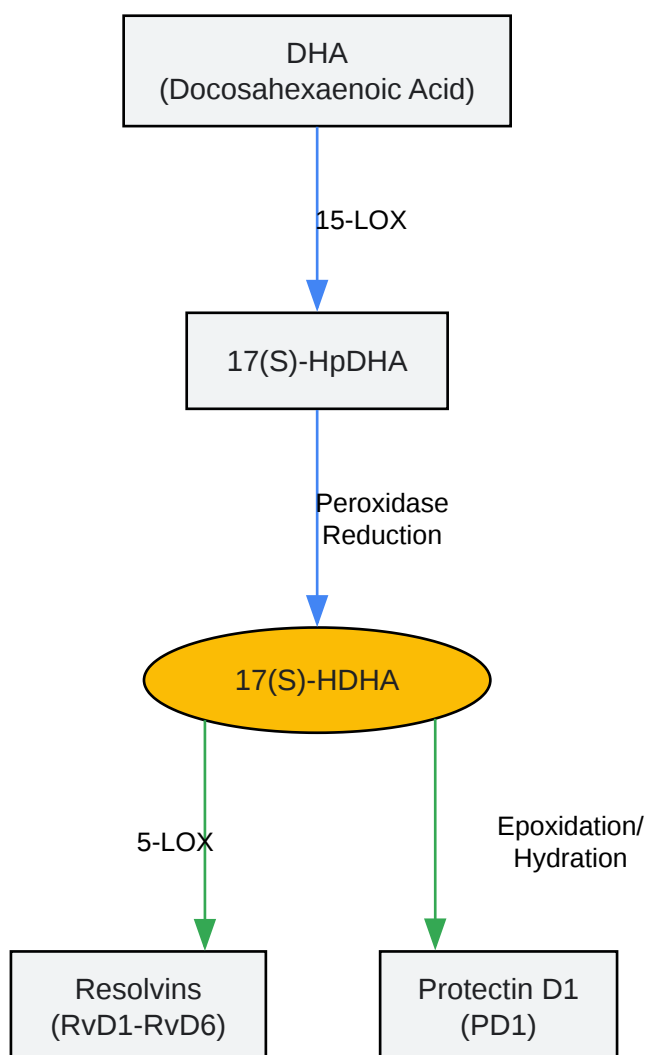 DHA
(Docosahexaenoic Acid)
15-LOX
17(S)-HpDHA
Peroxidase
Reduction
17(S)-HDHA
5-LOX
Epoxidation/
Hydration
Resolvins
(RvD1-RvD6)
Protectin D1
(PD1)